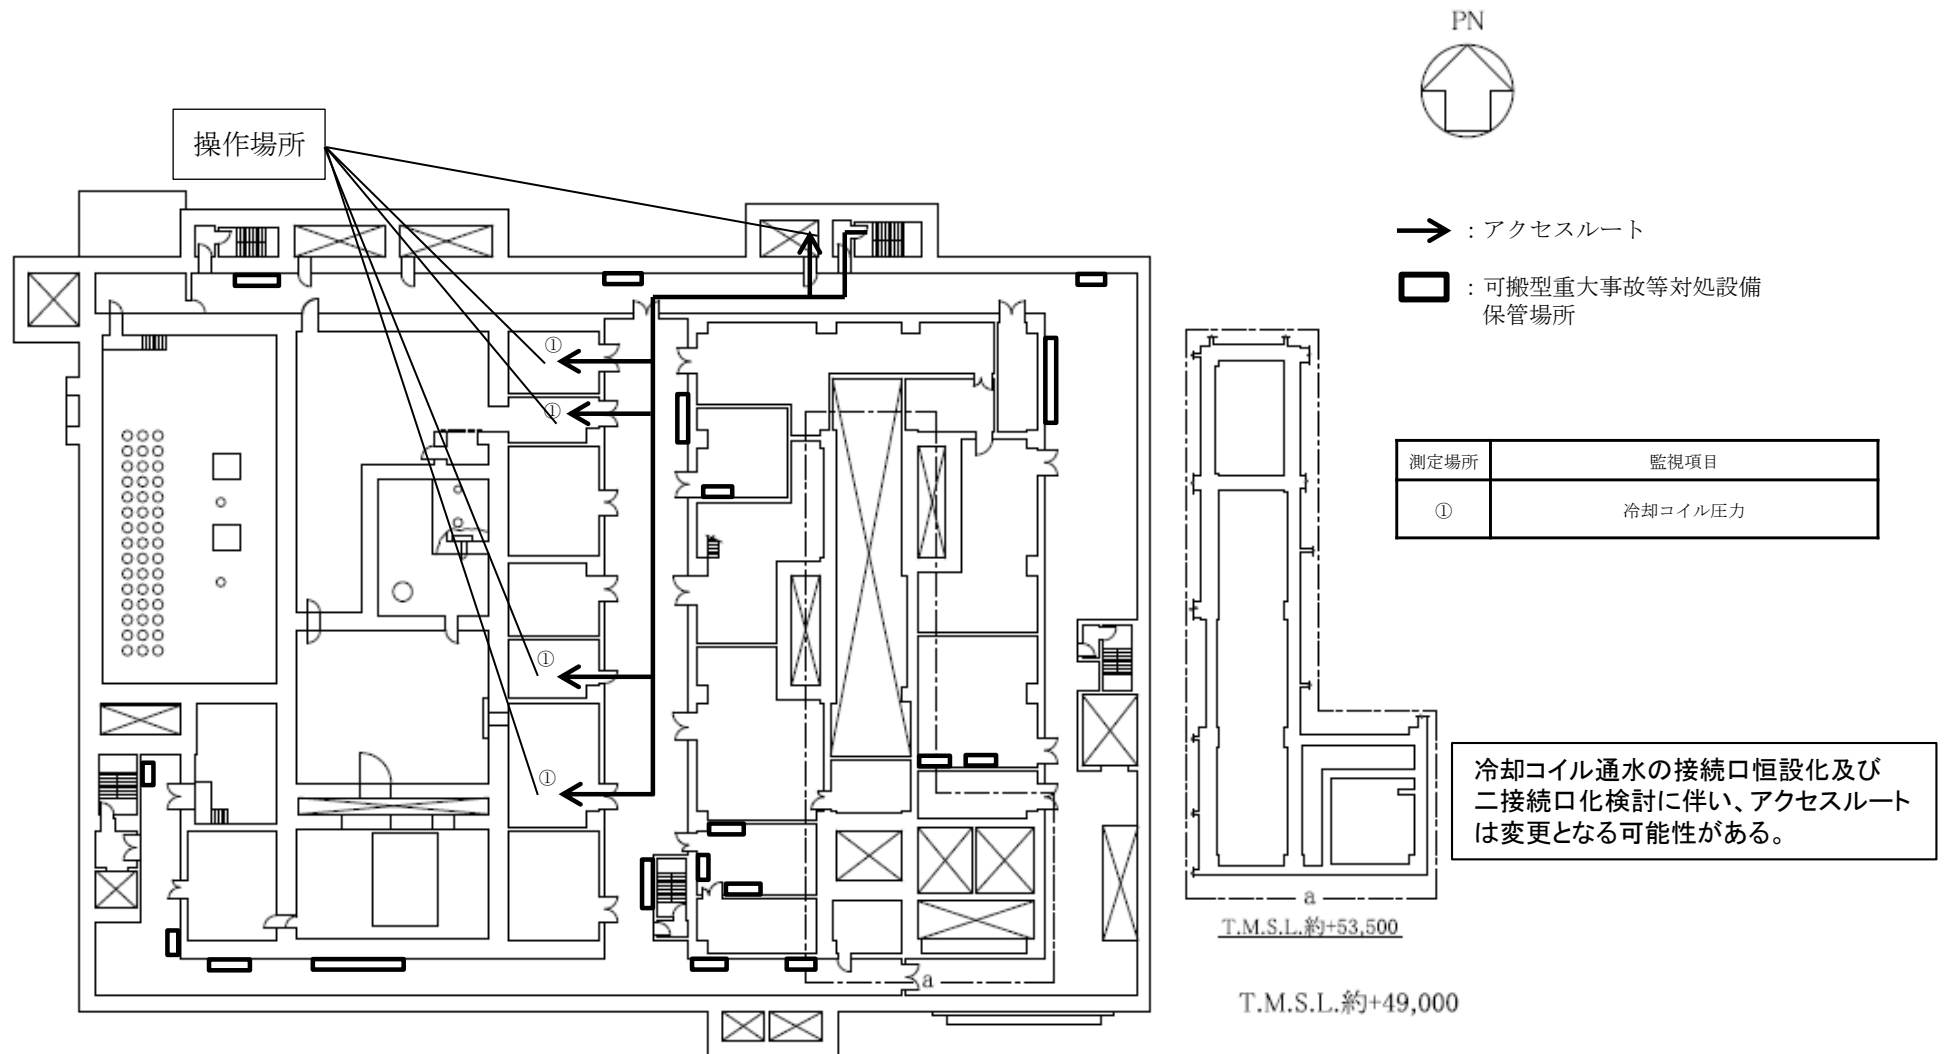 PN
操作場所
：アクセスルート
：可搬型重大事故等対処設備
保管場所
①
①
①
①
測定場所 監視項目
① 冷却コイル圧力
冷却コイル通水の接続口恒設化及び
二接続口化検討に伴い、アクセスルート
は変更となる可能性がある。
a
T.M.S.L.約+53,500
a
T.M.S.L.約+49,000